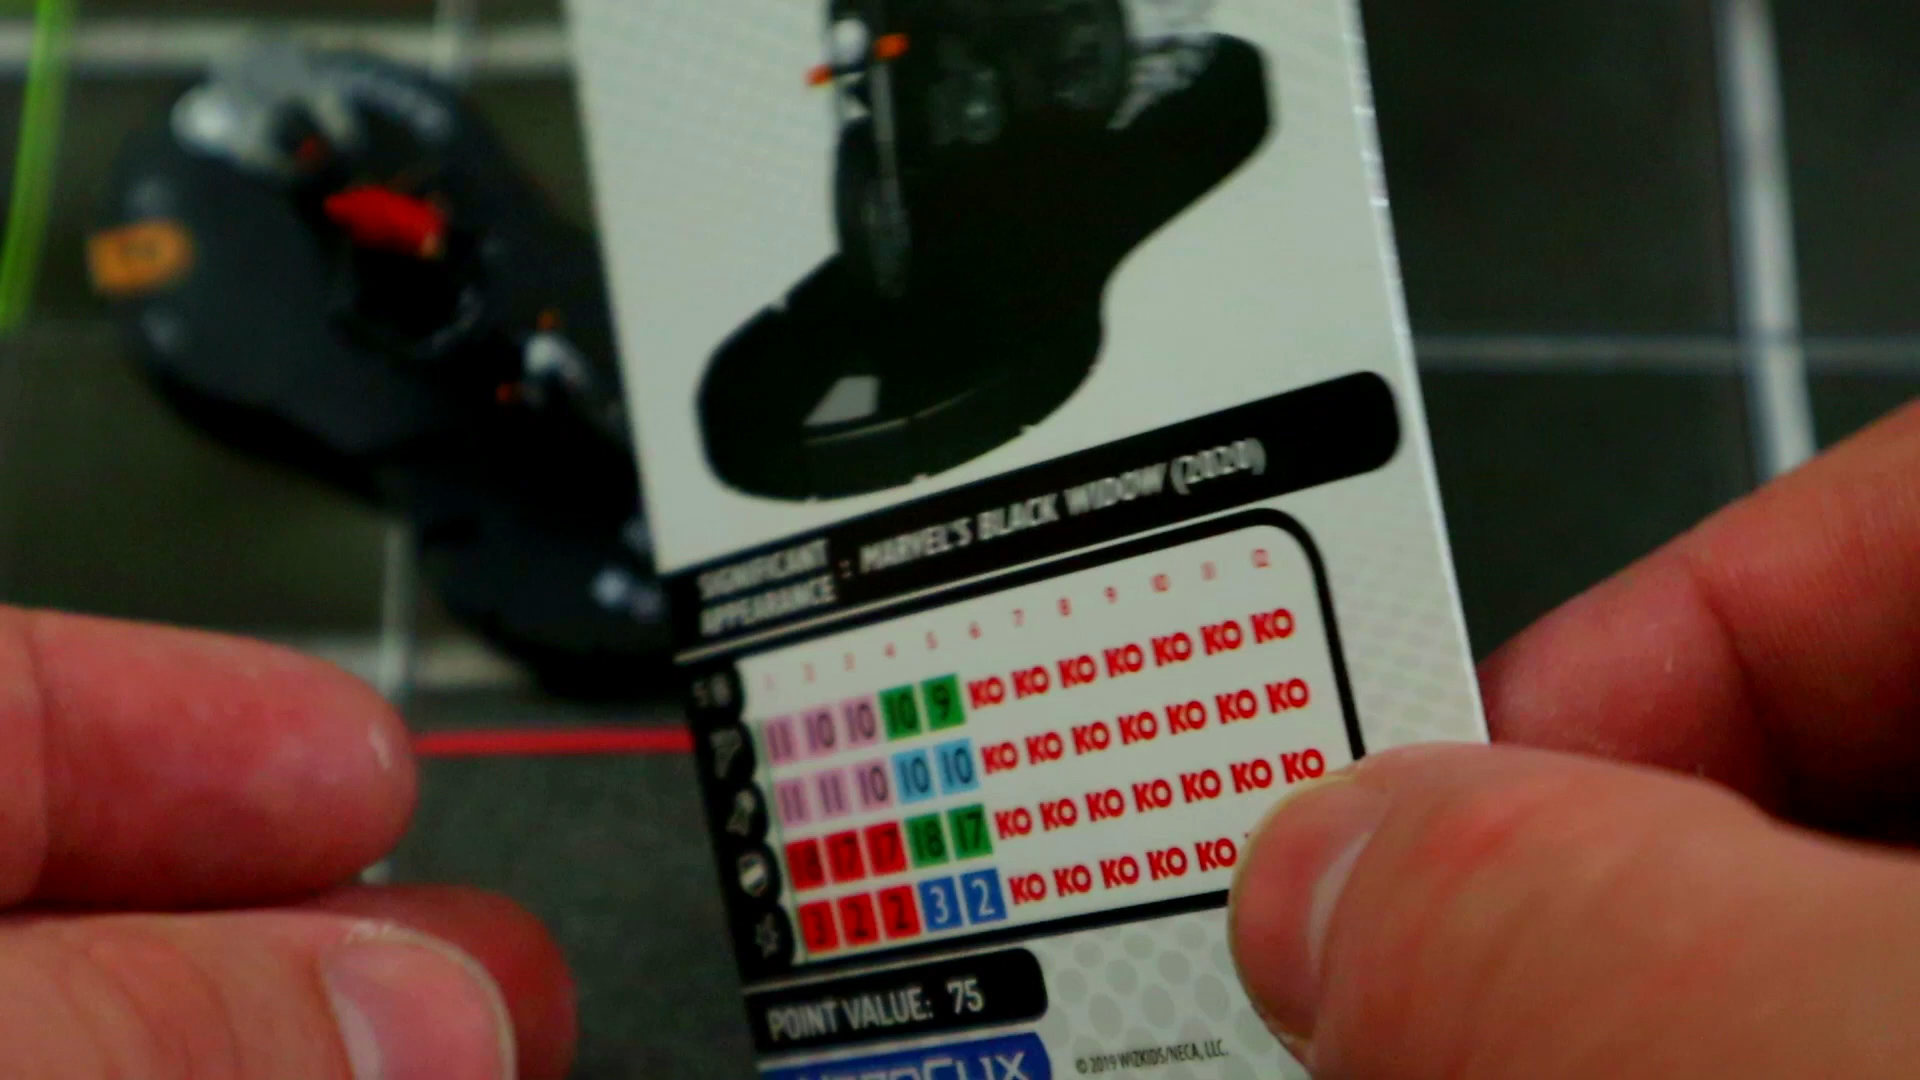 SIGNIFICANT APPEARANCE : MARVEL'S BLACK WIDOW (2020)
1 2 3 4 5 6 7 8 9 10 11 12
11 10 10 10 9 KO KO KO KO KO KO KO
11 11 10 10 10 KO KO KO KO KO KO KO
18 17 17 18 17 KO KO KO KO KO KO KO
3 2 2 3 2 KO KO KO KO KO
POINT VALUE: 75
HEROCLIX
© 2019 WIZKIDS/NECA, LLC.